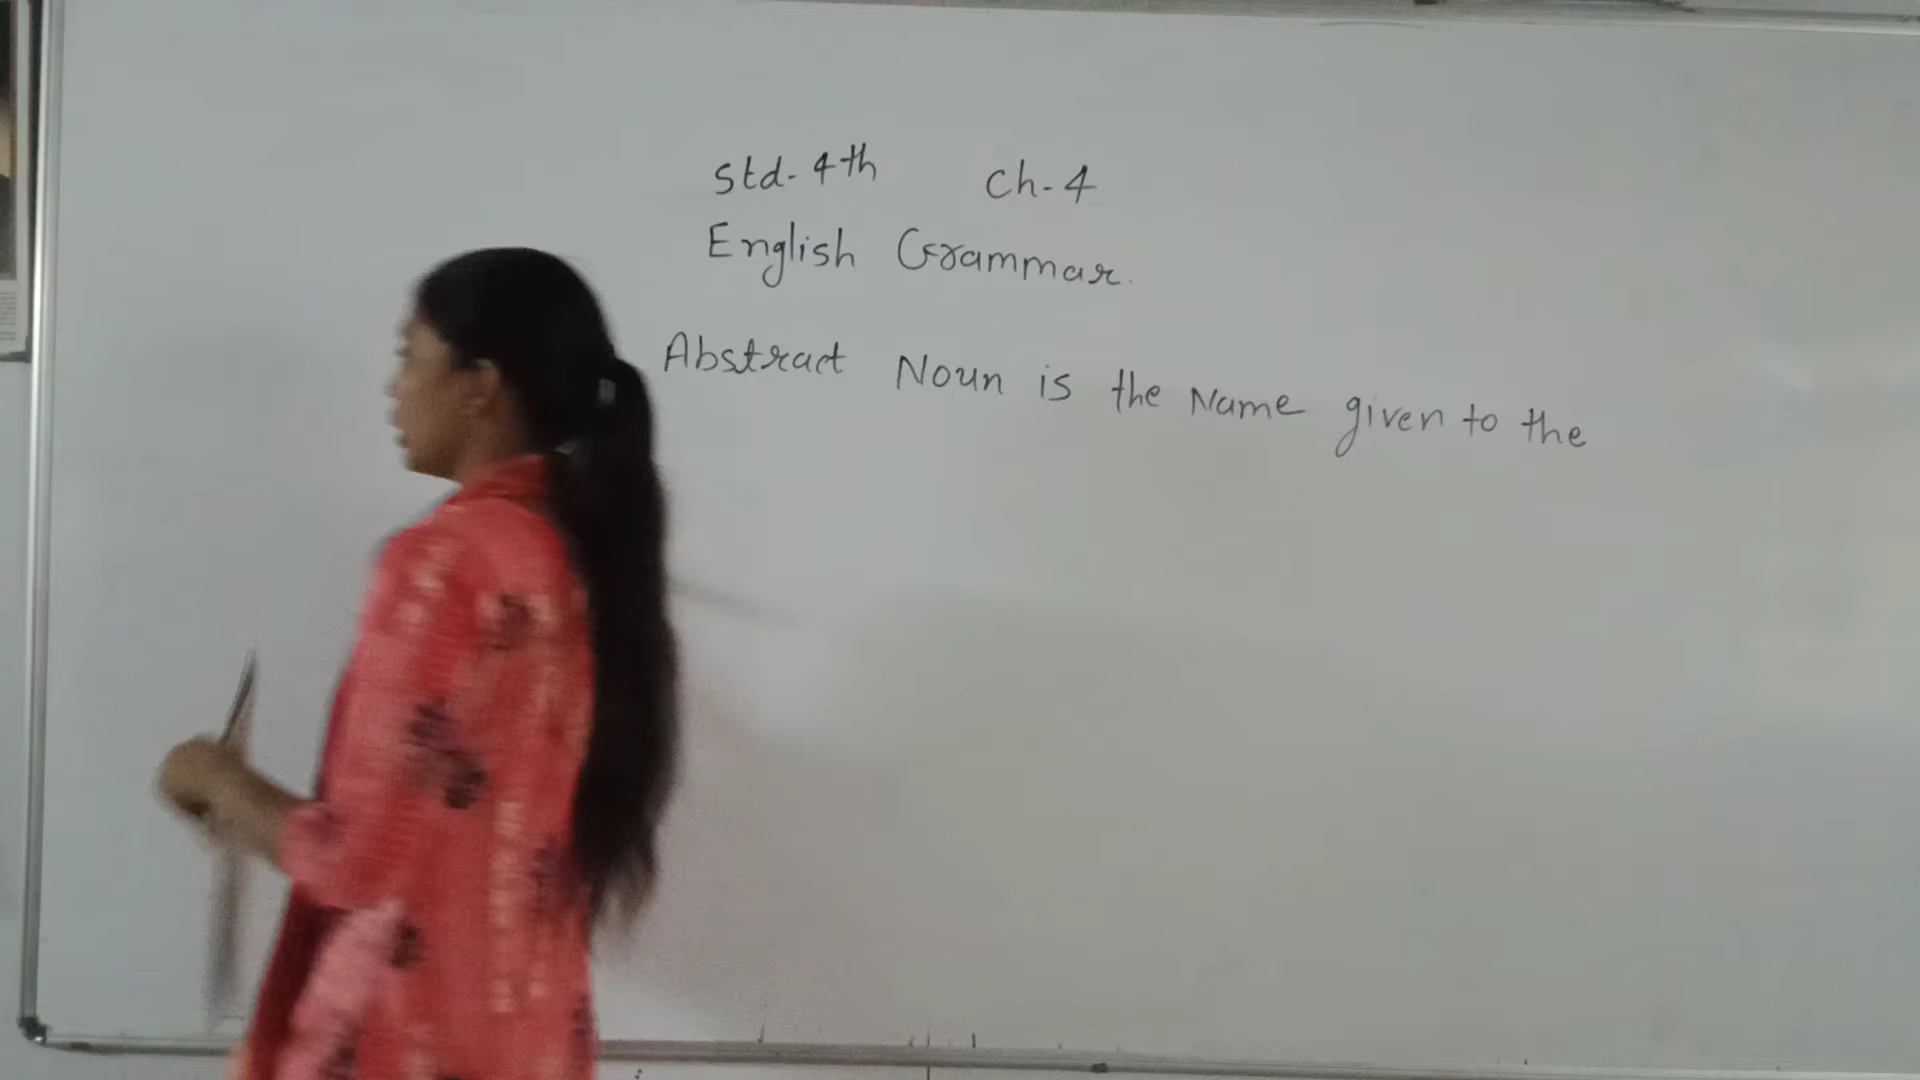 Std- 4th Ch-4
English Grammar.
Abstract Noun is the Name given to the